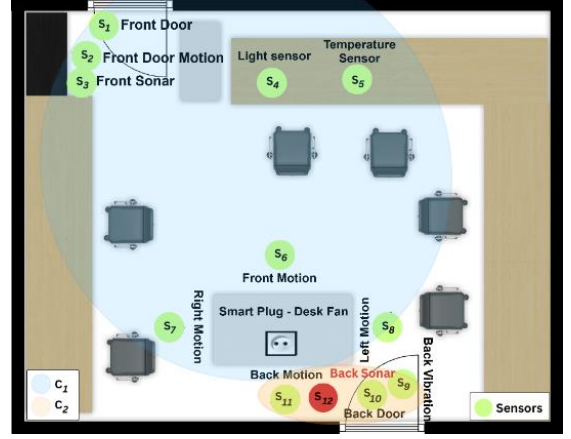 S1 Front Door
S2 Front Door Motion
S3 Front Sonar
Light sensor
S4
Temperature
Sensor
S5
S6
Front Motion
S7
Right Motion
Smart Plug - Desk Fan
Left Motion
S8
Back Vibration
Back Motion
Back Sonar
S11
S12
S10
S9
Back Door
C1
C2
Sensors